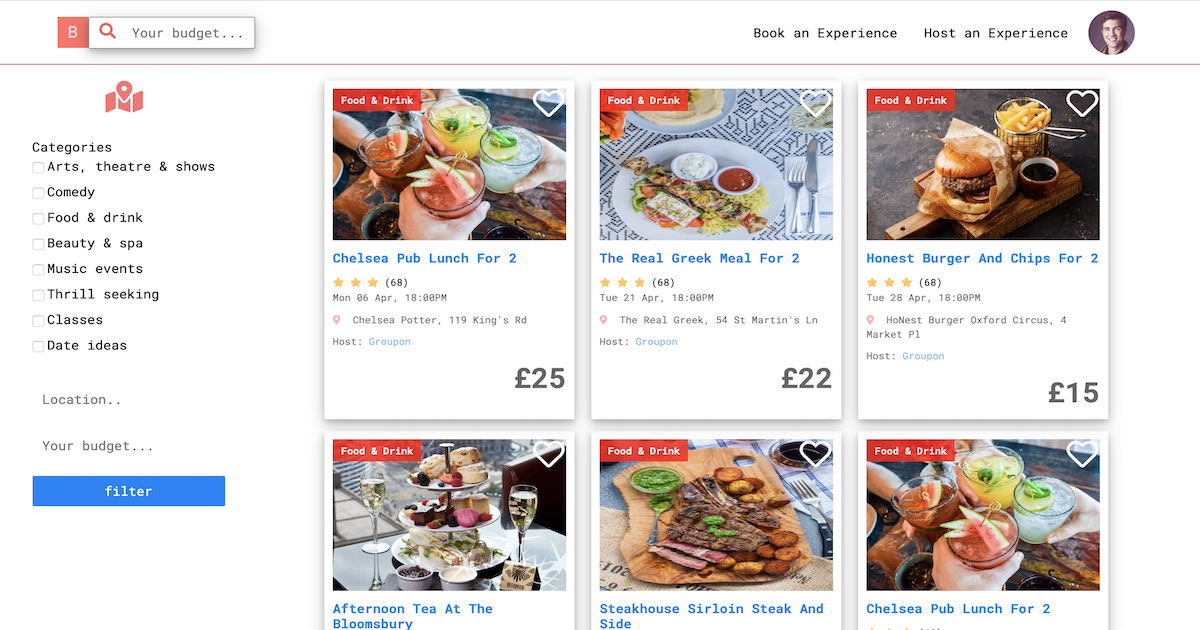 B
Your budget...
Book an Experience
Host an Experience
Categories
Arts, theatre & shows
Comedy
Food & drink
Beauty & spa
Music events
Thrill seeking
Classes
Date ideas
Location..
Your budget...
filter
Food & Drink
Chelsea Pub Lunch For 2
(68)
Mon 06 Apr, 18:00PM
Chelsea Potter, 119 King's Rd
Host: Groupon
£25
Food & Drink
The Real Greek Meal For 2
(68)
Tue 21 Apr, 18:00PM
The Real Greek, 54 St Martin's Ln
Host: Groupon
£22
Food & Drink
Honest Burger And Chips For 2
(68)
Tue 28 Apr, 18:00PM
HoNest Burger Oxford Circus, 4
Market Pl
Host: Groupon
£15
Food & Drink
Afternoon Tea At The
Bloomsbury
Food & Drink
Steakhouse Sirloin Steak And
Side
Food & Drink
Chelsea Pub Lunch For 2